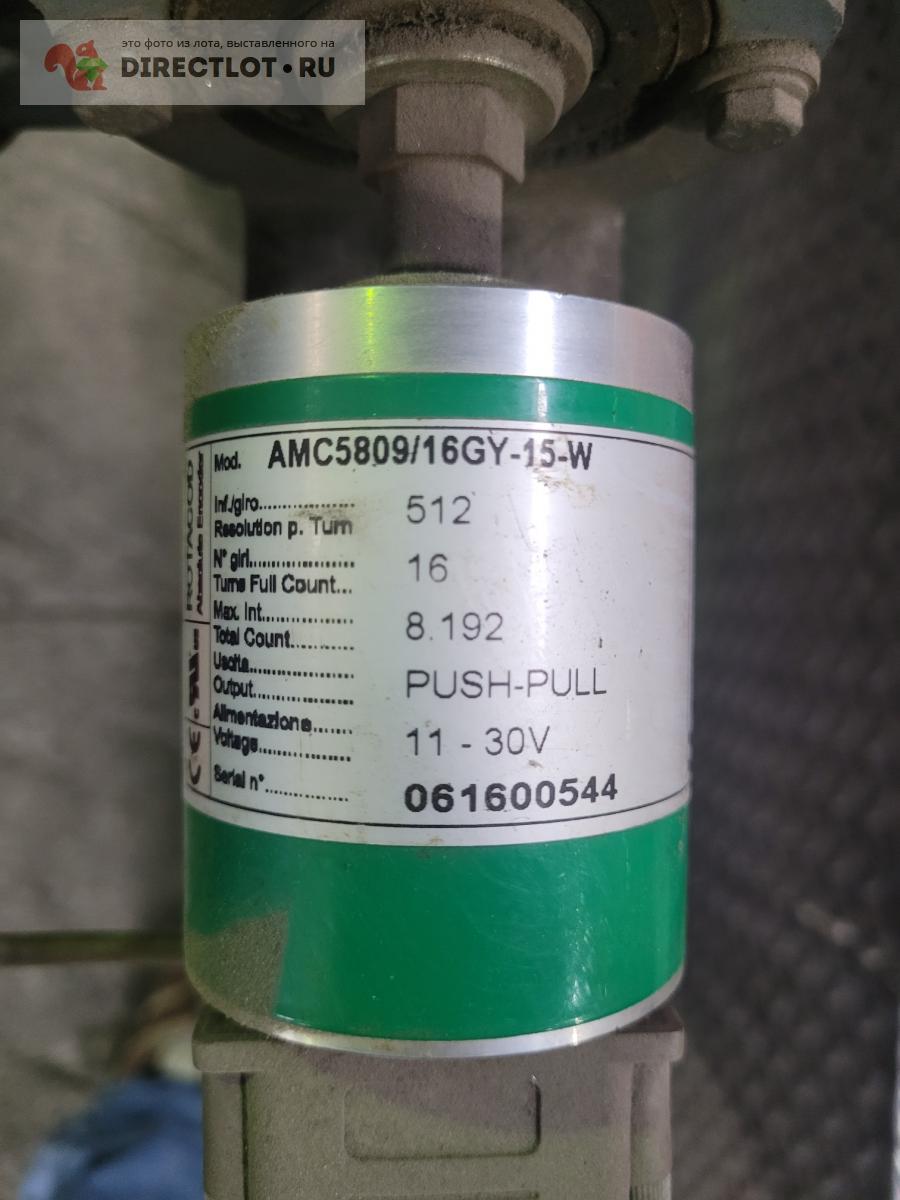 это фото из лота, выставленного на
DIRECTLOT.RU
Mod. AMC5809/16GY-15-W
Inf./giro.................. 512
Resolution p. Turn
N° giri..................... 16
Turns Full Count...
Max. Int.................. 8.192
Total Count...........
Uscita.................... PUSH-PULL
Output..................
Alimentazione....... 11 - 30V
Voltage..................
Serial n°................ 061600544
ROTACOD
Absolute Encoder
c UL us
CE